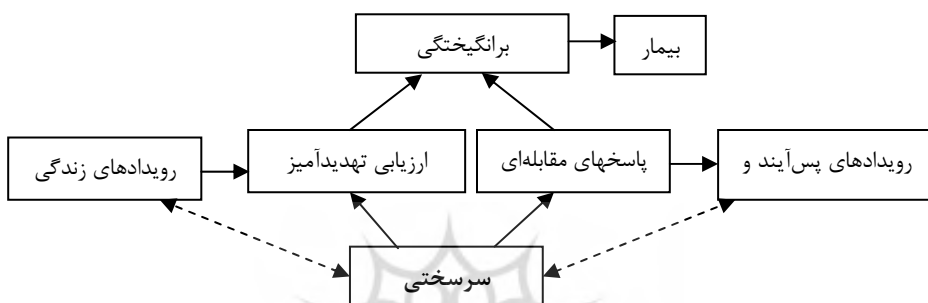 برانگیختگی
بیمار
رویدادهای پس‌آیند و
پاسخهای مقابله‌ای
ارزیابی تهدیدآمیز
رویدادهای زندگی
سرسختی